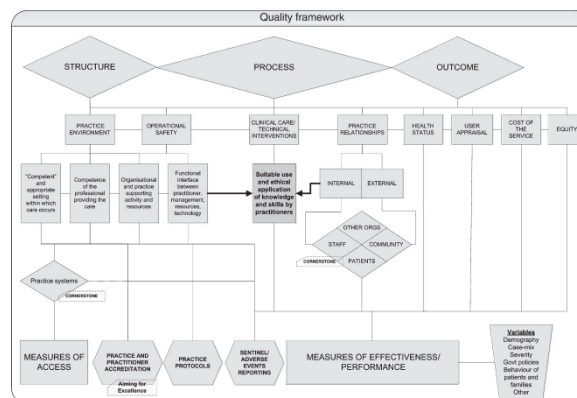 Quality framework
STRUCTURE
PROCESS
OUTCOME
PRACTICE
ENVIRONMENT
OPERATIONAL
SAFETY
CLINICAL CARE/
TECHNICAL
INTERVENTIONS
PRACTICE
RELATIONSHIPS
HEALTH
STATUS
USER
APPRAISAL
COST OF
THE
SERVICE
EQUITY
"Competent" and
appropriate
setting within
which care occurs
Competence
of the
professional
providing the
care
Organisational
and practice
supporting
activity and
resources
Functional
interface
between
practitioner,
management,
resources,
technology
Suitable use
and ethical
application
of knowledge
and skills by
practitioners
INTERNAL
EXTERNAL
OTHER ORGS
STAFF
COMMUNITY
PATIENTS
CORNERSTONE
Practice systems
CORNERSTONE
MEASURES OF
ACCESS
PRACTICE AND
PRACTITIONER
ACCREDITATION
Aiming for
Excellence
PRACTICE
PROTOCOLS
SENTINEL/
ADVERSE
EVENTS
REPORTING
MEASURES OF EFFECTIVENESS/
PERFORMANCE
Variables
Demography
Case-mix
Severity
Govt policies
Behaviour of
patients and
families
Other